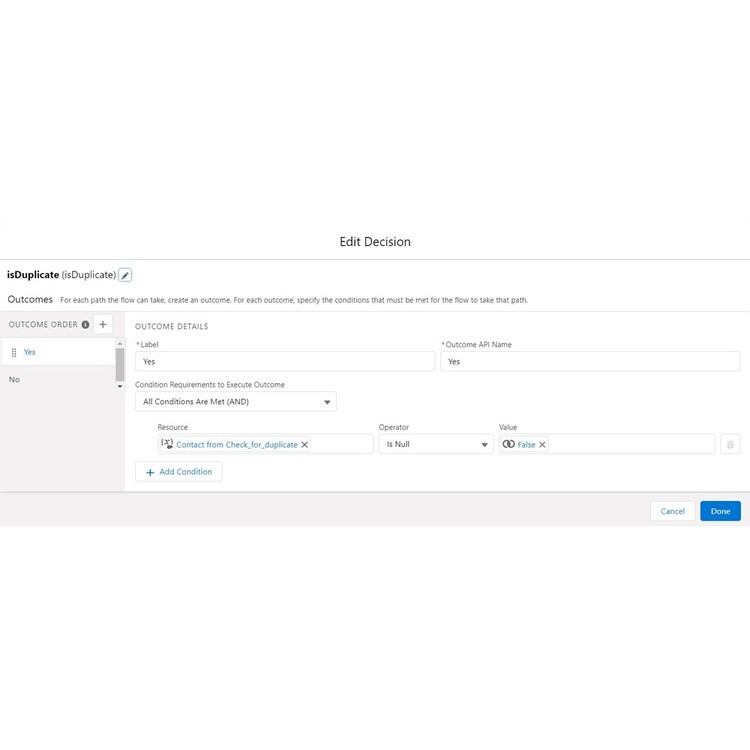 Edit Decision
isDuplicate (isDuplicate)
Outcomes For each path the flow can take, create an outcome. For each outcome, specify the conditions that must be met for the flow to take that path.
OUTCOME ORDER
OUTCOME DETAILS
Yes
No
*Label
*Outcome API Name
Yes
Yes
Condition Requirements to Execute Outcome
All Conditions Are Met (AND)
Resource
Operator
Value
Contact from Check_for_duplicate
Is Null
False
Add Condition
Cancel
Done